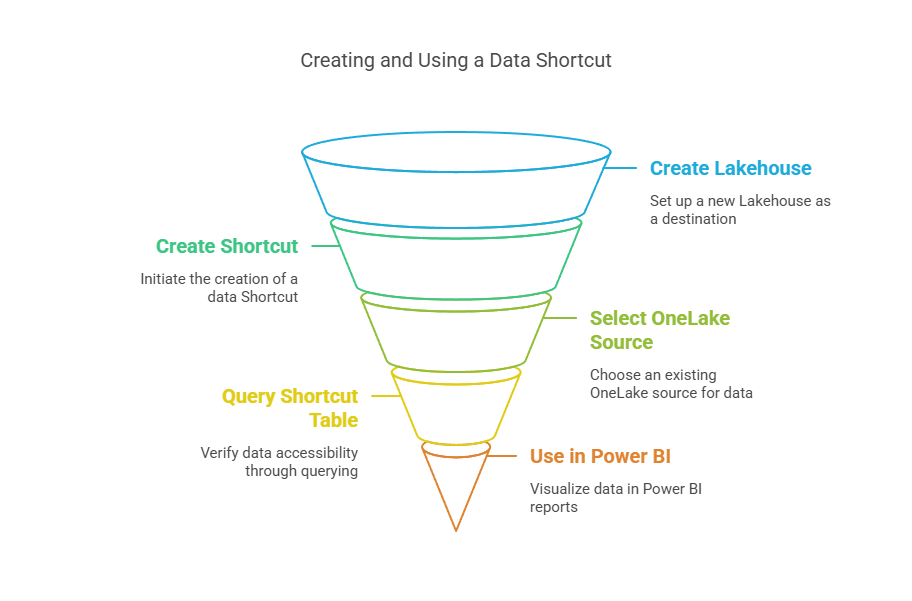 Creating and Using a Data Shortcut
Create Lakehouse
Set up a new Lakehouse as
a destination
Create Shortcut
Initiate the creation of a
data Shortcut
Select OneLake
Source
Choose an existing
OneLake source for data
Query Shortcut
Table
Verify data accessibility
through querying
Use in Power BI
Visualize data in Power BI
reports